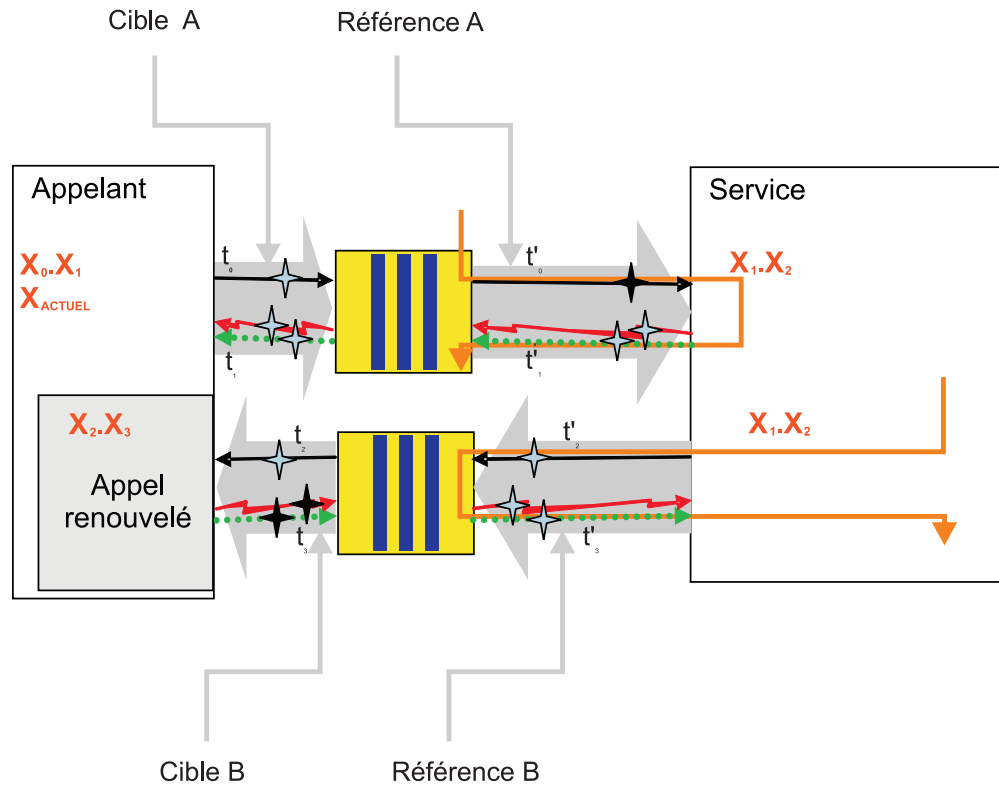 Cible A
Référence A
Appelant
Service
t₀
t'₀
X₀.X₁
X ACTUEL
X₁.X₂
t₁
t'₁
X₂.X₃
X₁.X₂
t₂
t'₂
Appel
renouvelé
t₃
t'₃
Cible B
Référence B